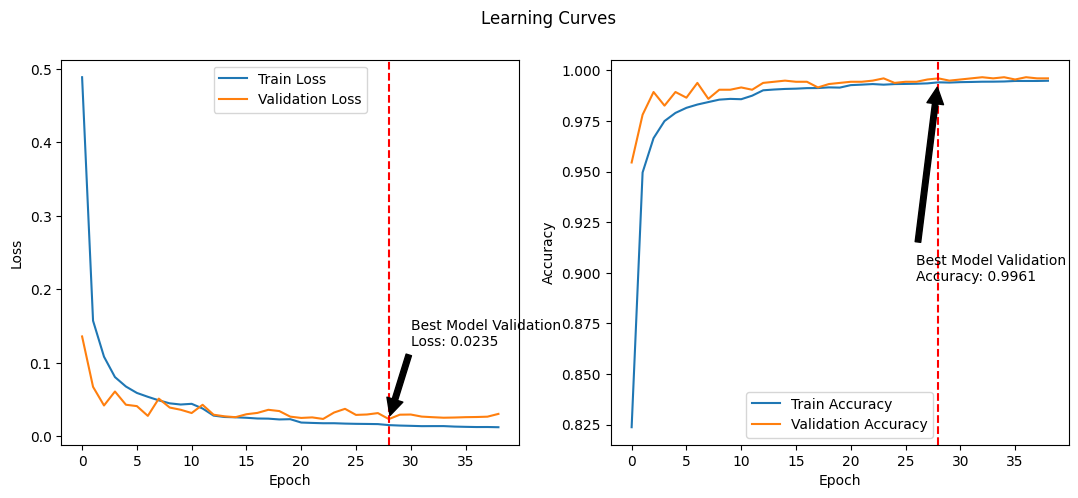 Learning Curves
0.5
0.4
0.3
0.2
0.1
0.0
Loss
Train Loss
Validation Loss
Best Model Validation
Loss: 0.0235
0 5 10 15 20 25 30 35
Epoch
1.000
0.975
0.950
0.925
0.900
0.875
0.850
0.825
Accuracy
Best Model Validation
Accuracy: 0.9961
Train Accuracy
Validation Accuracy
0 5 10 15 20 25 30 35
Epoch